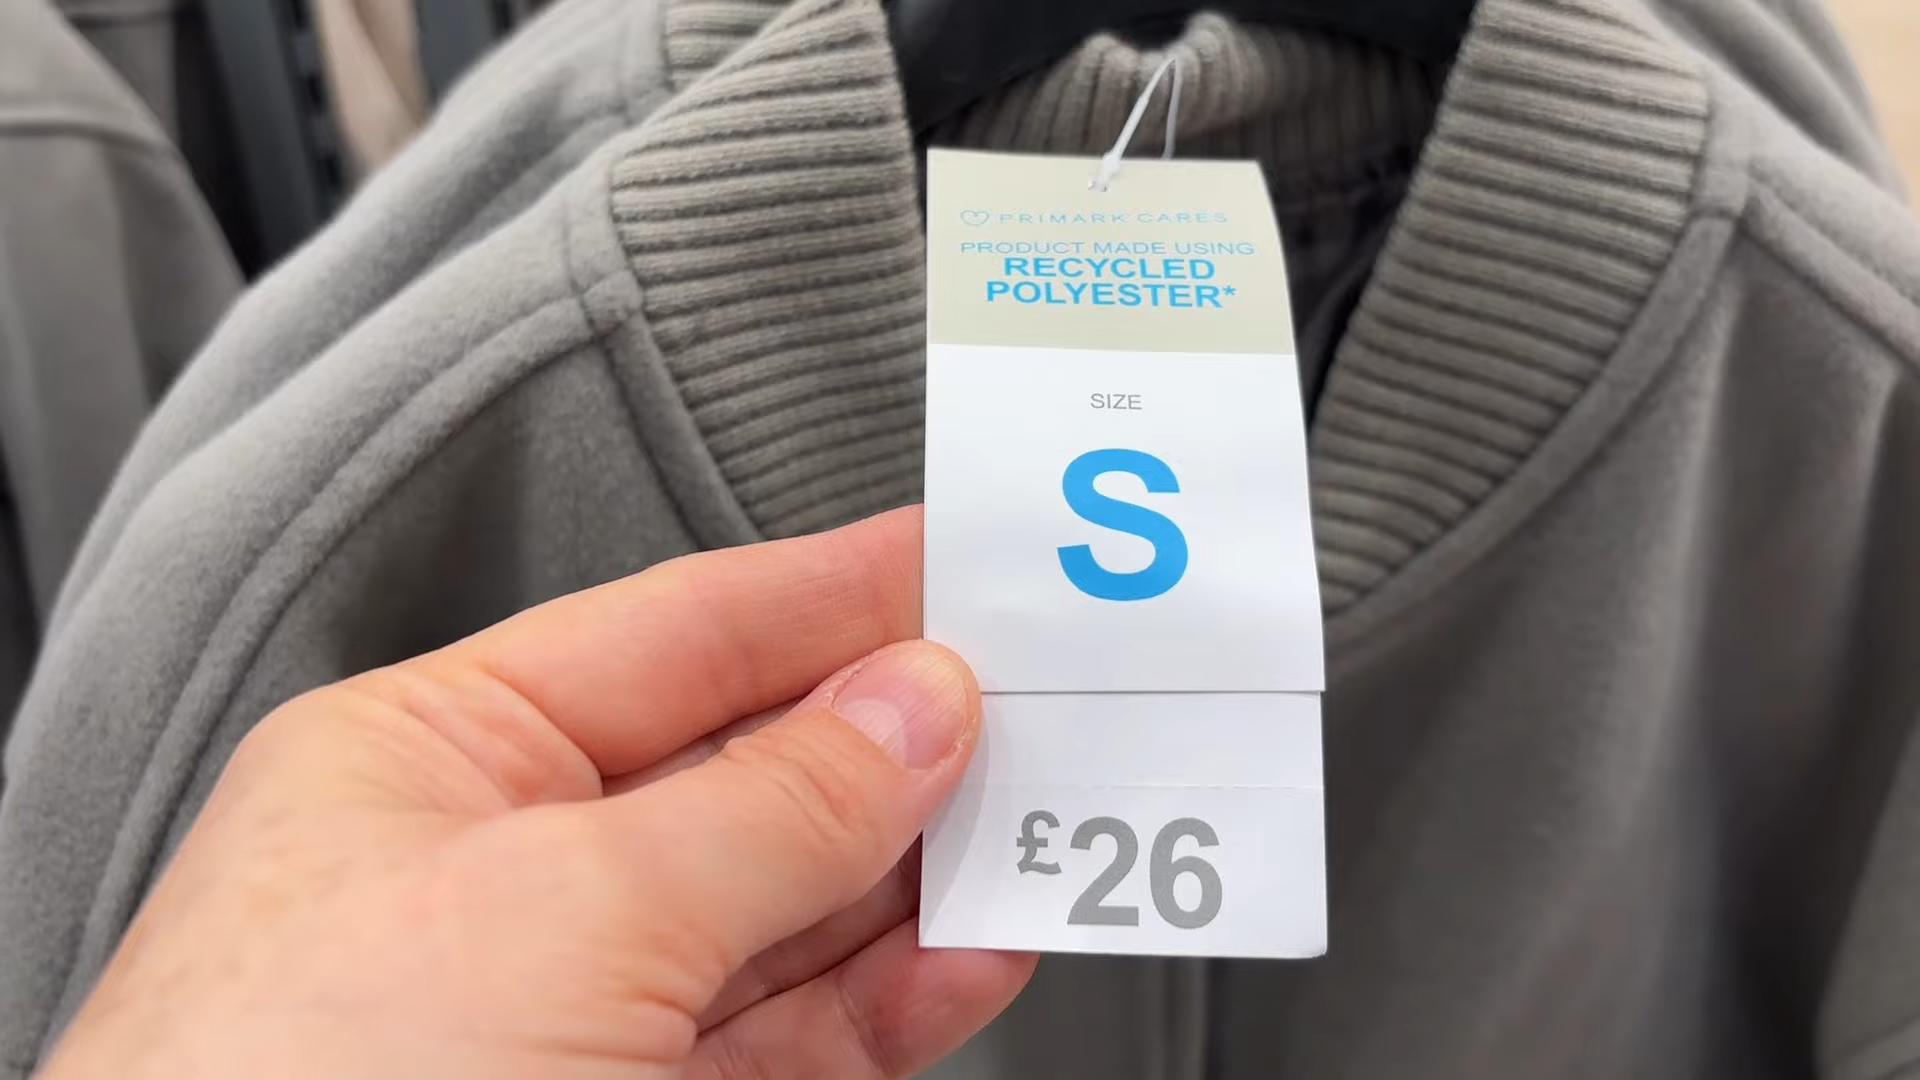 PRIMARK CARES
PRODUCT MADE USING
RECYCLED
POLYESTER*
SIZE
S
£26